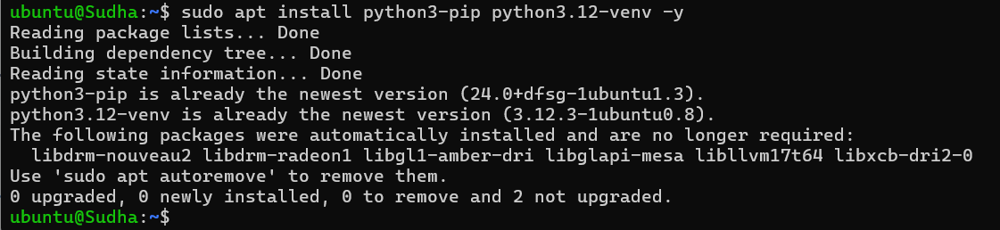 ubuntu@Sudha:~$ sudo apt install python3-pip python3.12-venv -y
Reading package lists... Done
Building dependency tree... Done
Reading state information... Done
python3-pip is already the newest version (24.0+dfsg-1ubuntu1.3).
python3.12-venv is already the newest version (3.12.3-1ubuntu0.8).
The following packages were automatically installed and are no longer required:
  libdrm-nouveau2 libdrm-radeon1 libgl1-amber-dri libglapi-mesa libllvm17t64 libxcb-dri2-0
Use 'sudo apt autoremove' to remove them.
0 upgraded, 0 newly installed, 0 to remove and 2 not upgraded.
ubuntu@Sudha:~$